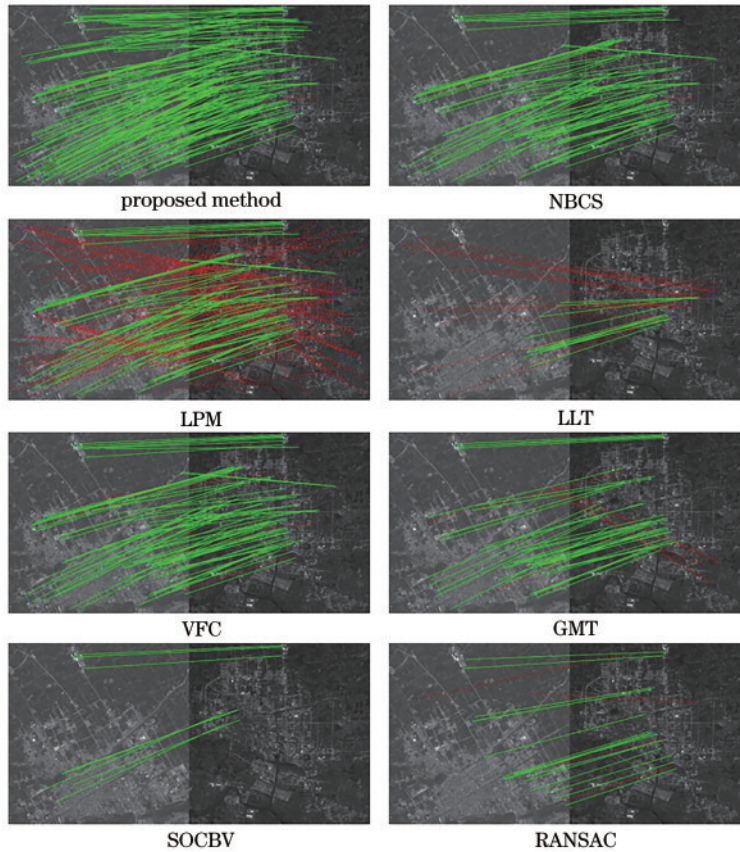 proposed method
NBCS
LPM
LLT
VFC
GMT
SOCBV
RANSAC